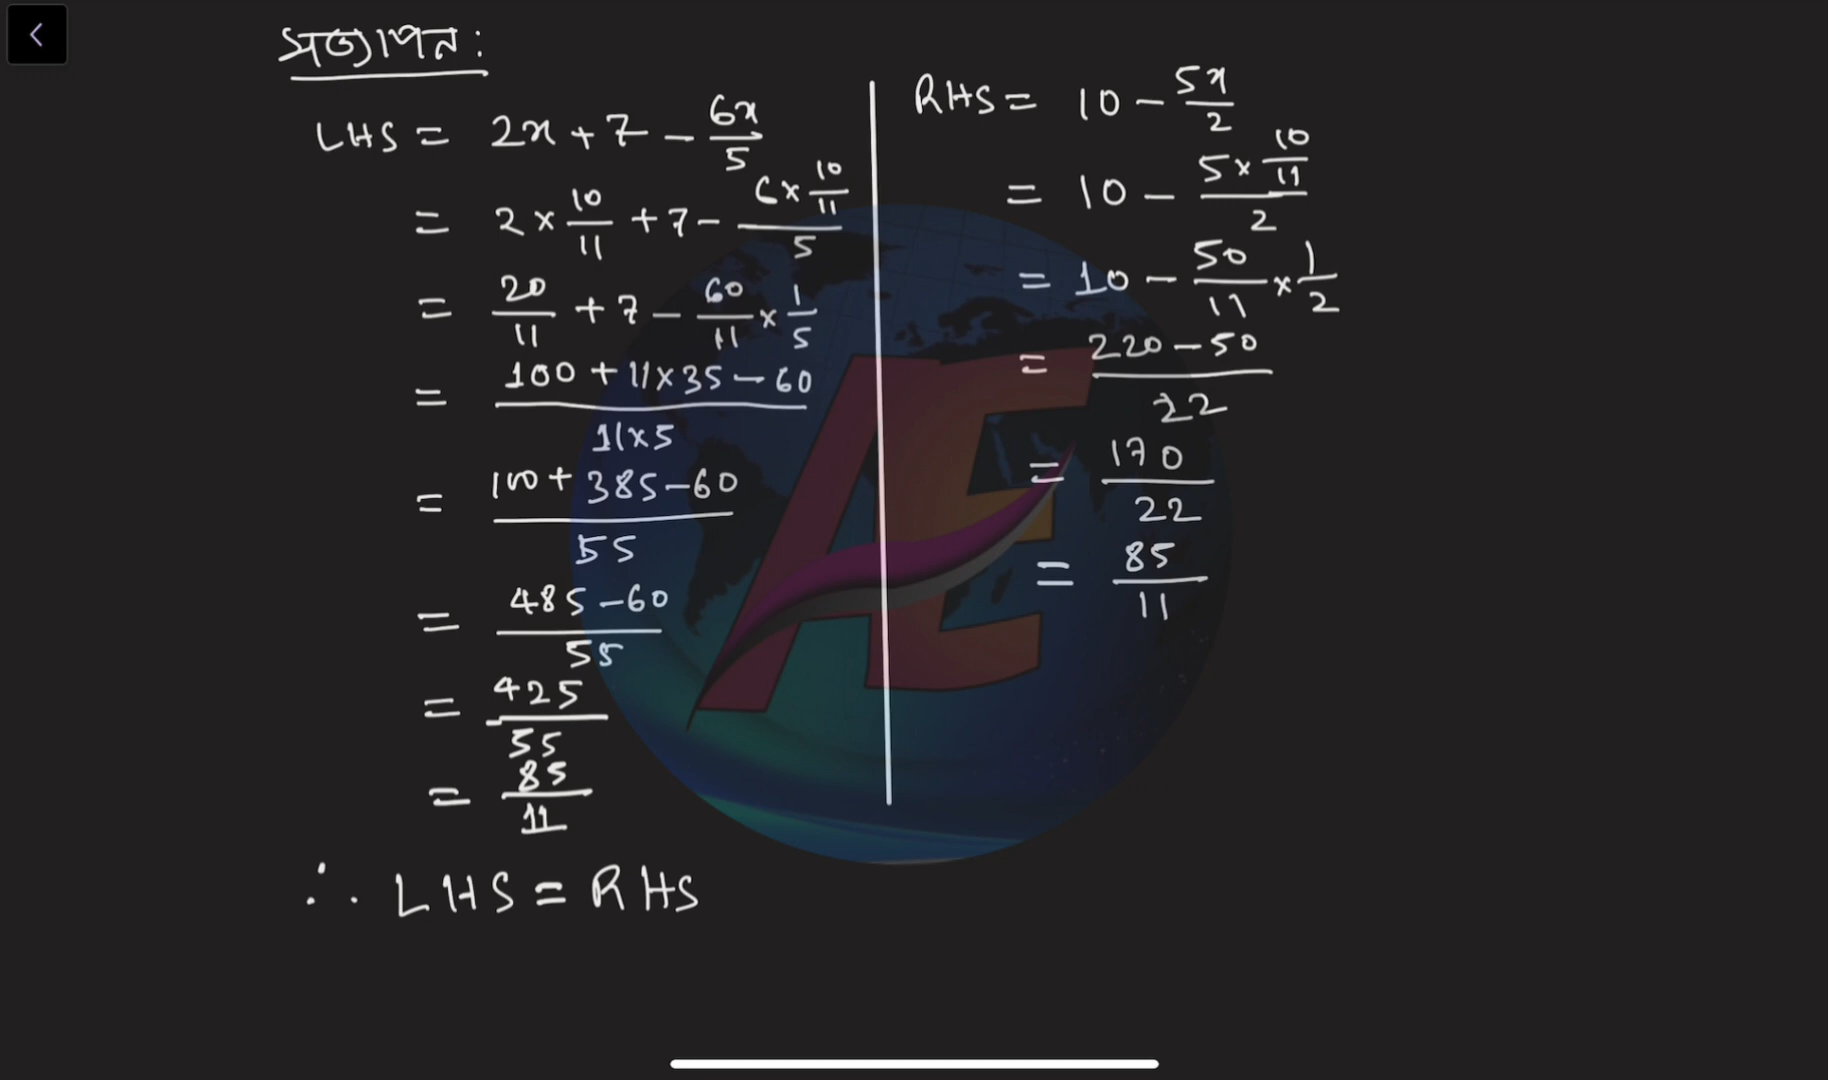 সত্যাপন :
LHS = 2x + 7 - 6x/5
= 2 × 10/11 + 7 - (6 × 10/11)/5
= 20/11 + 7 - 60/11 × 1/5
= (100 + 11×35 - 60)/(11×5)
= (100 + 385 - 60)/55
= (485 - 60)/55
= 425/55
= 85/11
RHS = 10 - 5x/2
= 10 - (5 × 10/11)/2
= 10 - 50/11 × 1/2
= (220 - 50)/22
= 170/22
= 85/11
∴ LHS = RHS
Æ